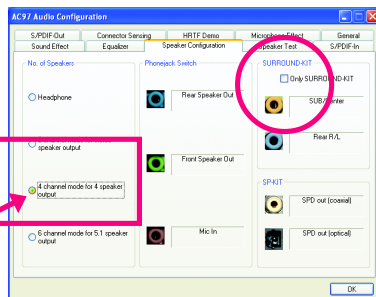 AC97 Audio Configuration
S/PDIF-Out
Connector Sensing
HRTF Demo
Microphone Effect
General
Sound Effect
Equalizer
Speaker Configuration
Speaker Test
S/PDIF-In
No. of Speakers
Headphone
speaker output
4 channel mode for 4 speaker
output
6 channel mode for 5.1 speaker
output
Phonejack Switch
Rear Speaker Out
Front Speaker Out
Mic In
SURROUND-KIT
Only SURROUND-KIT
SUB/Center
Rear R/L
SP-KIT
SPD out (coaxial)
SPD out (optical)
OK